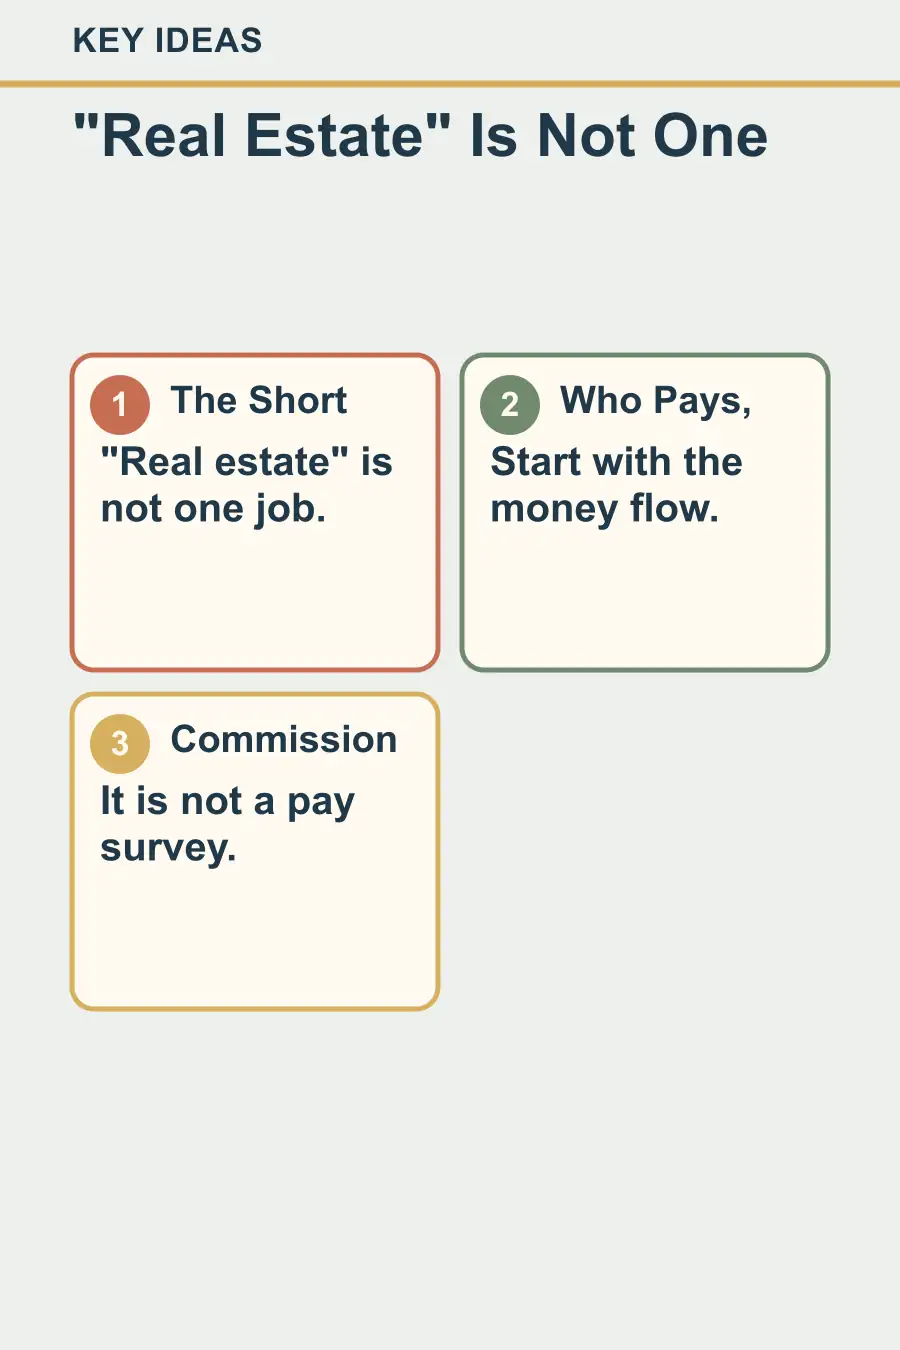 KEY IDEAS
"Real Estate" Is Not One
1 The Short
"Real estate" is
not one job.
2 Who Pays,
Start with the
money flow.
3 Commission
It is not a pay
survey.